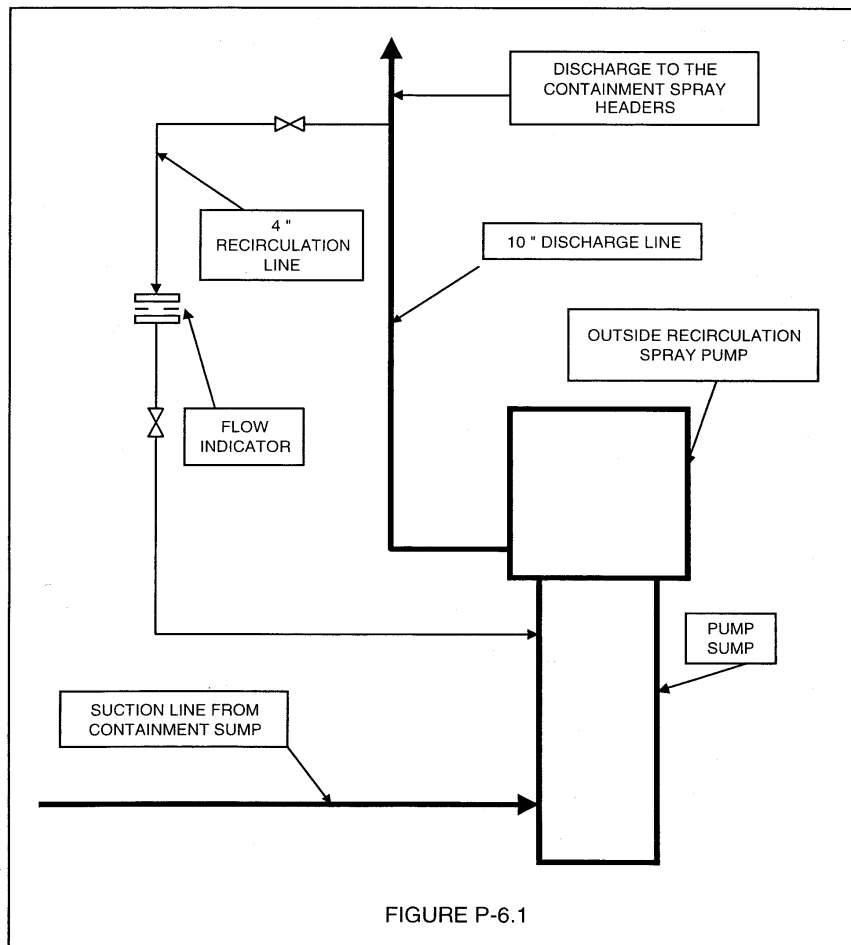 DISCHARGE TO THE
CONTAINMENT SPRAY
HEADERS
4 "
RECIRCULATION
LINE
10 " DISCHARGE LINE
OUTSIDE RECIRCULATION
SPRAY PUMP
FLOW
INDICATOR
PUMP
SUMP
SUCTION LINE FROM
CONTAINMENT SUMP
FIGURE P-6.1